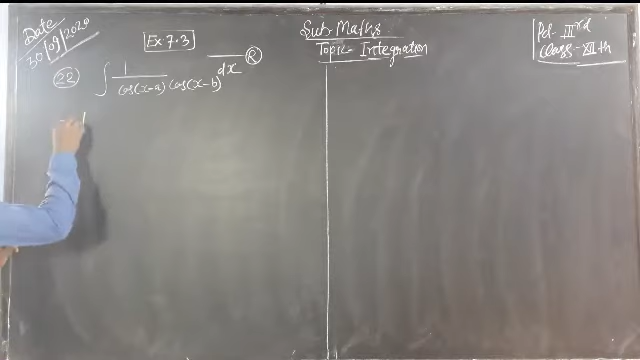 Date
30/09/2020
Ex 7.3
Sub- Maths
Topic- Integration
Pd- III rd
Class- XII th
(22) ∫ 1/(cos(x-a) cos(x-b)) dx (R)